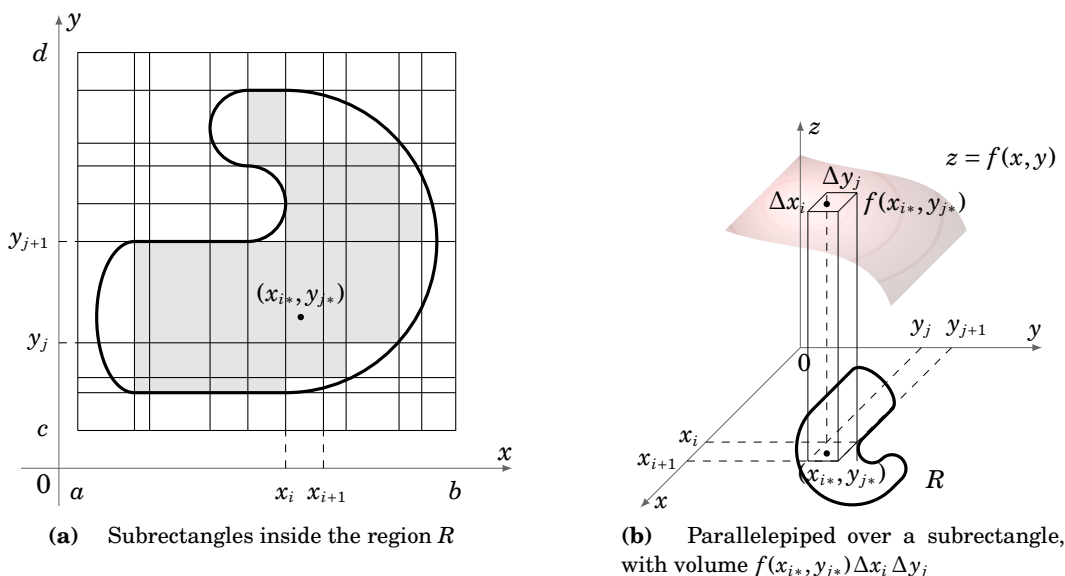 y
d
y_{j+1}
(x_{i∗}, y_{j∗})
y_j
c
x
0
a
x_i
x_{i+1}
b
(a) Subrectangles inside the region R
z
z = f(x, y)
Δy_j
Δx_i
f(x_{i∗}, y_{j∗})
y_j
y_{j+1}
y
0
x_i
x_{i+1}
(x_{i∗}, y_{j∗})
R
x
(b) Parallelepiped over a subrectangle,
with volume f(x_{i∗}, y_{j∗}) Δx_i Δy_j